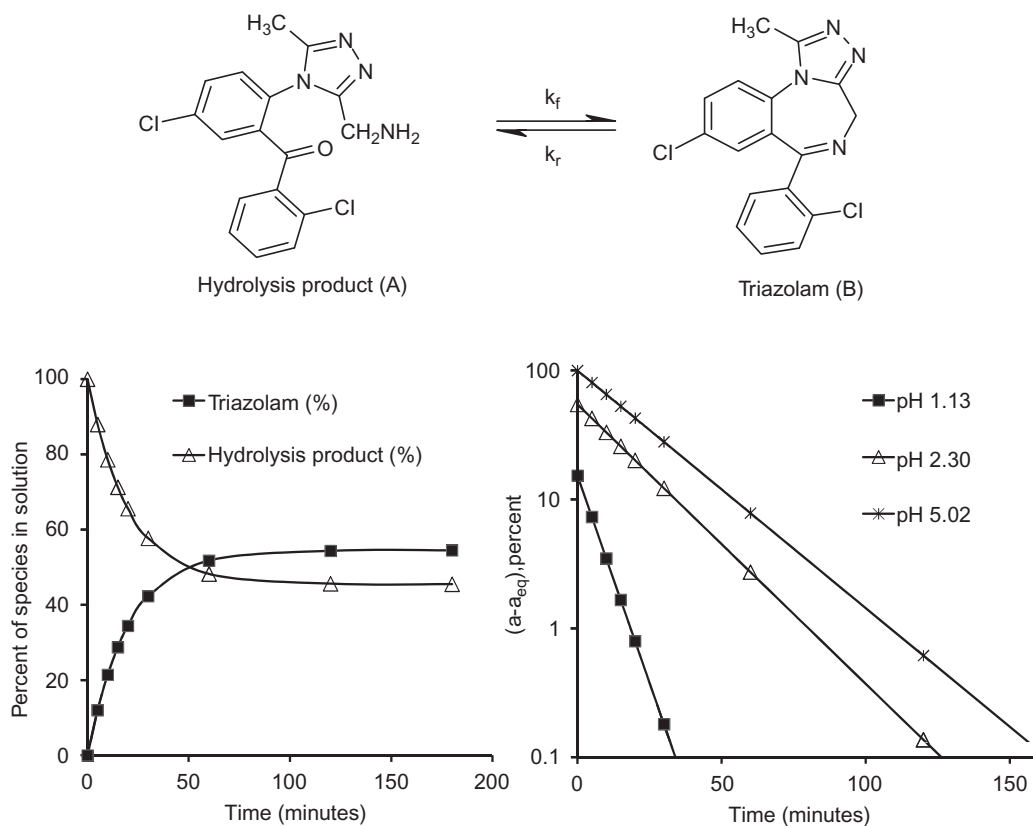 H3C
N
N
N
Cl
CH2NH2
O
Cl
Hydrolysis product (A)
kf
kr
H3C
N
N
N
Cl
N
Cl
Triazolam (B)
100
80
60
40
20
0
Percent of species in solution
Triazolam (%)
Hydrolysis product (%)
0 50 100 150 200
Time (minutes)
100
10
1
0.1
(a-aeq),percent
pH 1.13
pH 2.30
pH 5.02
0 50 100 150
Time (minutes)